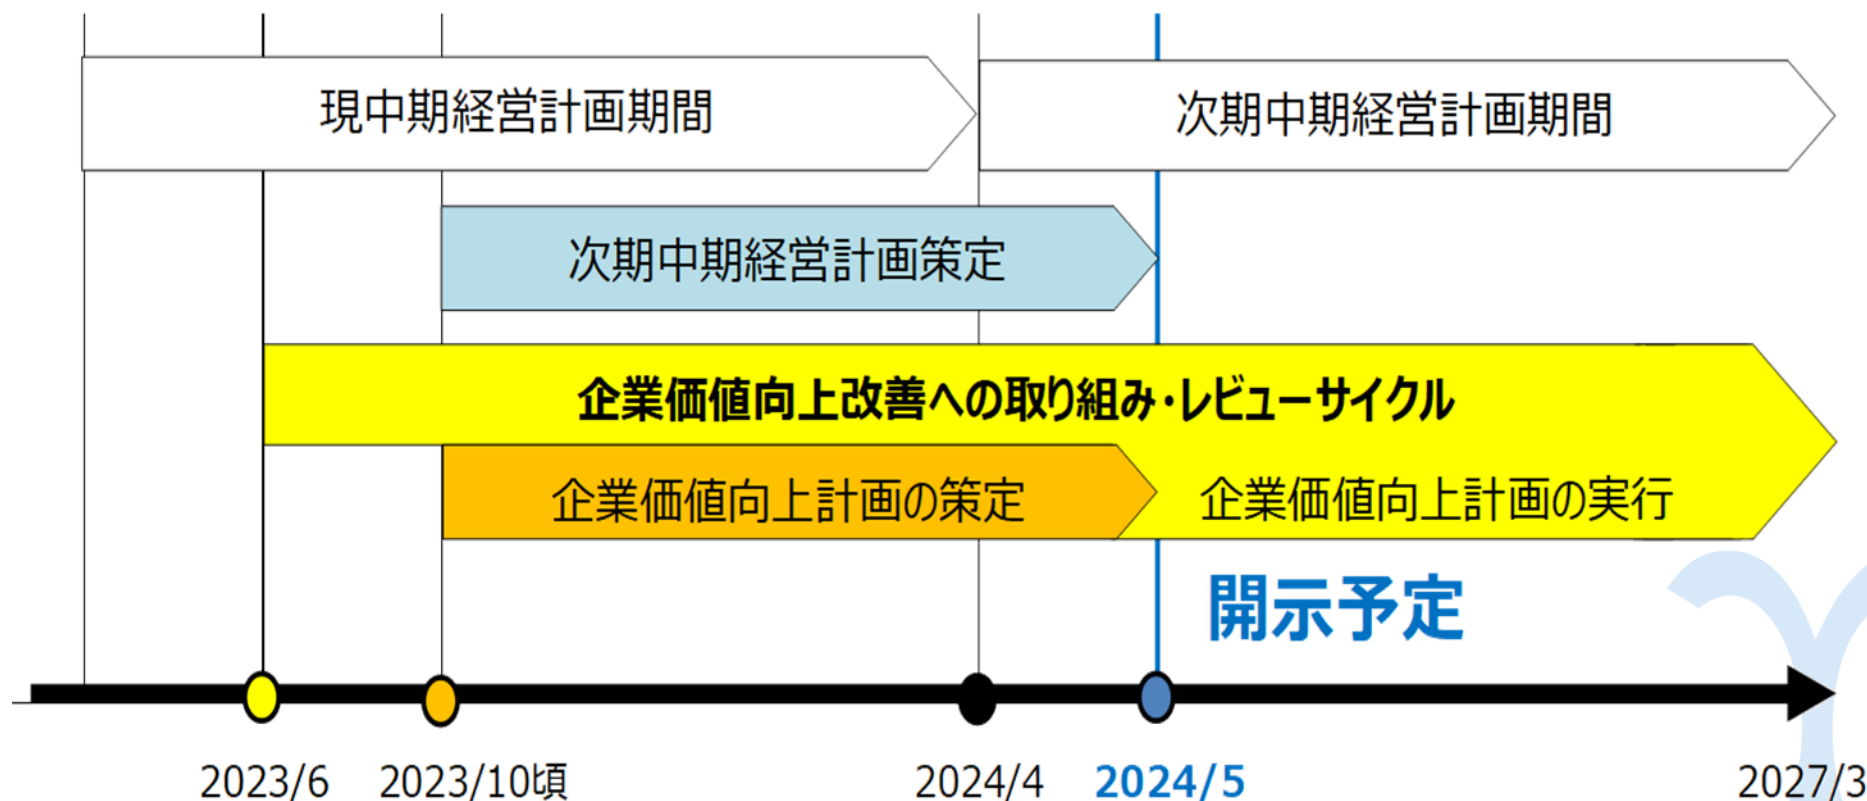 現中期経営計画期間
次期中期経営計画期間
次期中期経営計画策定
企業価値向上改善への取り組み・レビューサイクル
企業価値向上計画の策定
企業価値向上計画の実行
開示予定
2023/6
2023/10頃
2024/4
2024/5
2027/3